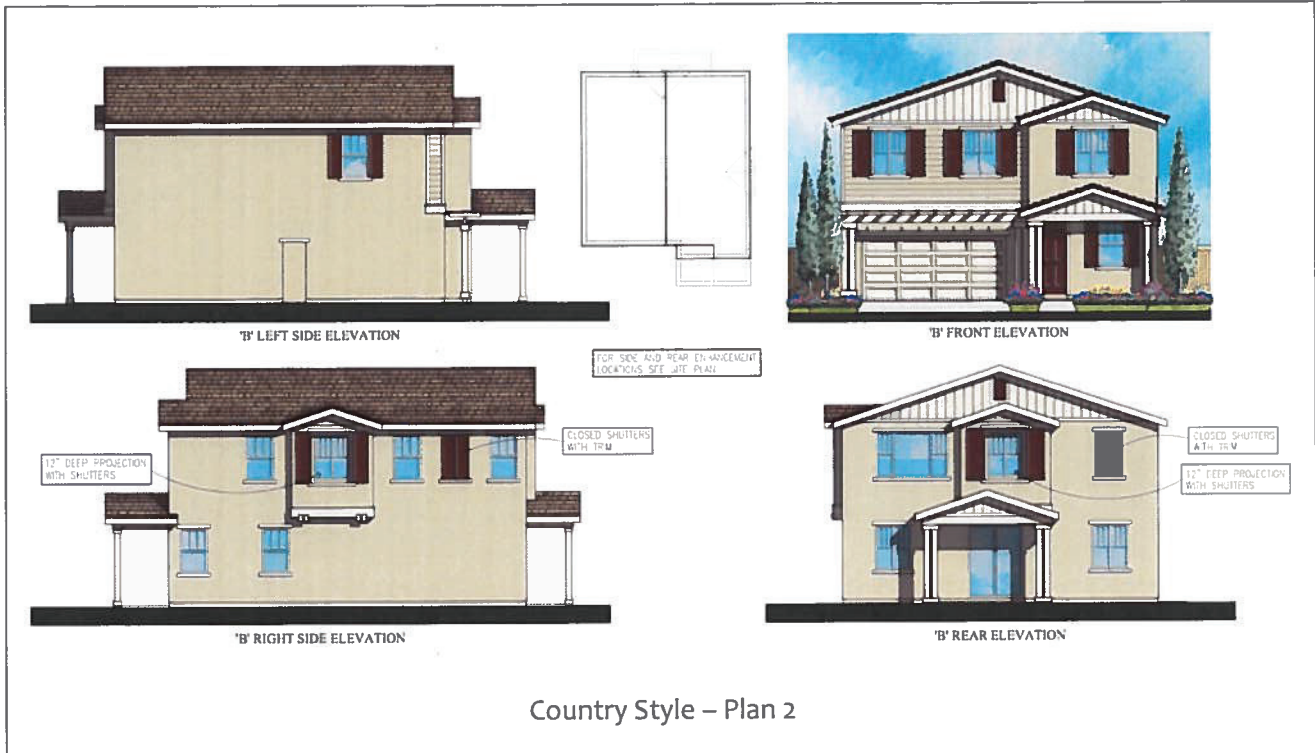 'B' LEFT SIDE ELEVATION
'B' FRONT ELEVATION
FOR SIDE AND REAR ENHANCEMENT
LOCATIONS SEE SITE PLAN
12" DEEP PROJECTION
WITH SHUTTERS
CLOSED SHUTTERS
WITH TRIM
CLOSED SHUTTERS
WITH TRIM
12" DEEP PROJECTION
WITH SHUTTERS
'B' RIGHT SIDE ELEVATION
'B' REAR ELEVATION
Country Style – Plan 2